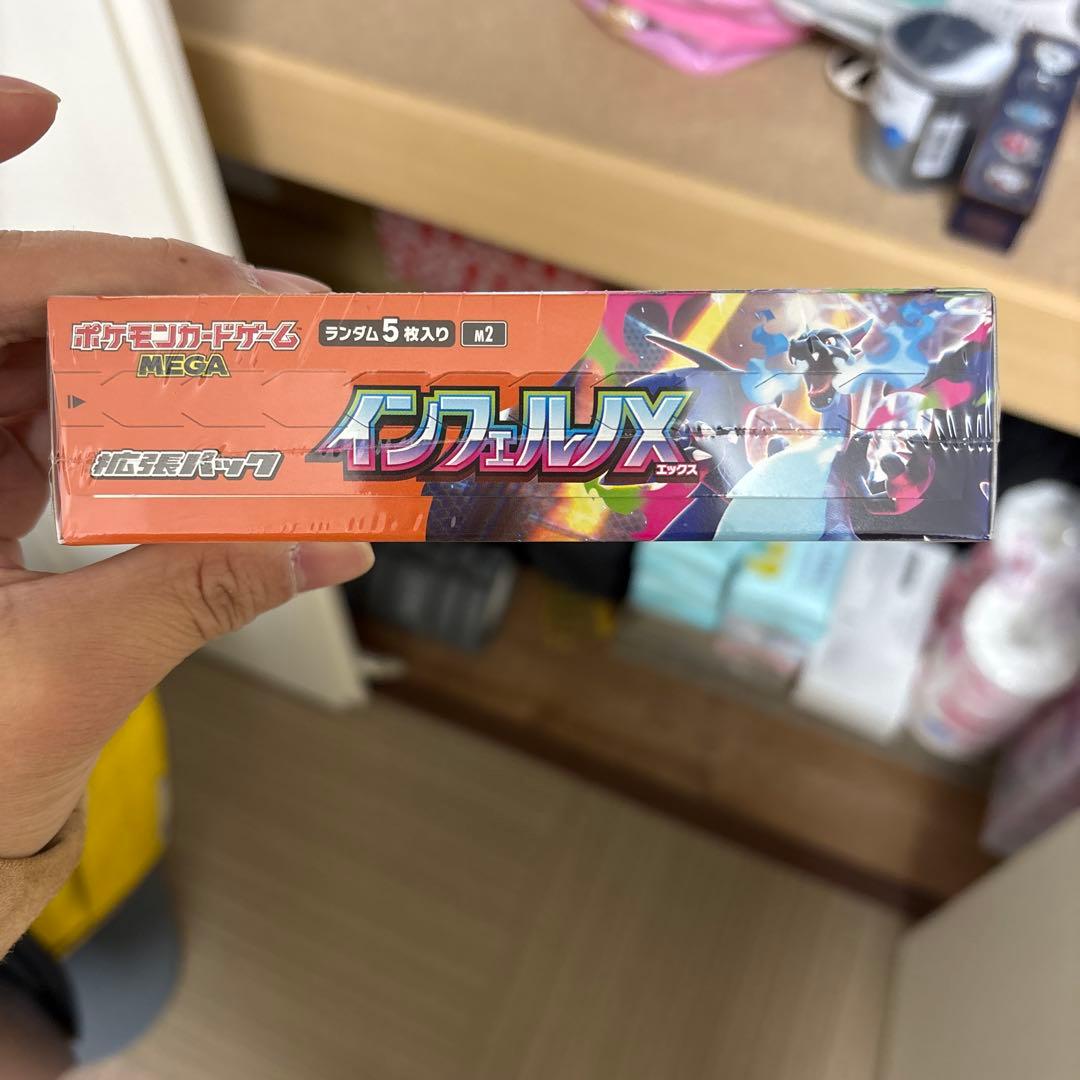 ポケモンカードゲーム
MEGA
ランダム5枚入り
M2
拡張パック
インフェルノX
エックス